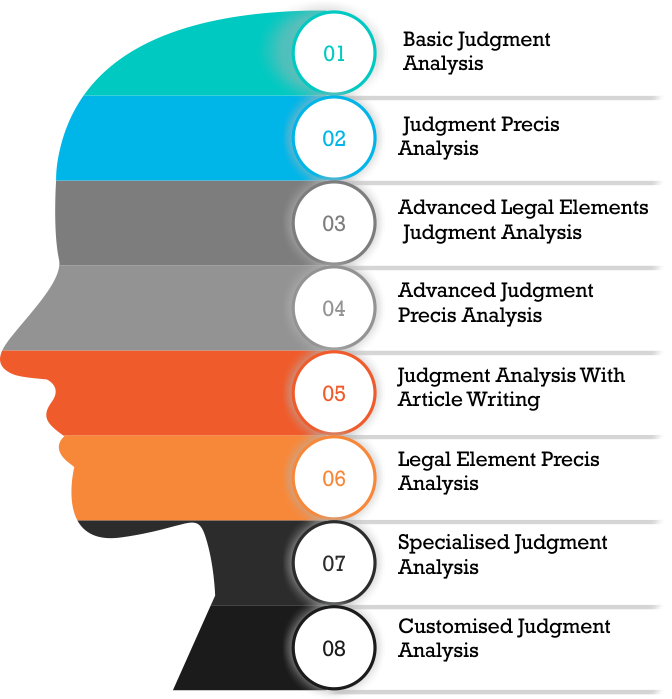 01
Basic Judgment
Analysis
02
Judgment Precis
Analysis
03
Advanced Legal Elements
Judgment Analysis
04
Advanced Judgment
Precis Analysis
05
Judgment Analysis With
Article Writing
06
Legal Element Precis
Analysis
07
Specialised Judgment
Analysis
08
Customised Judgment
Analysis